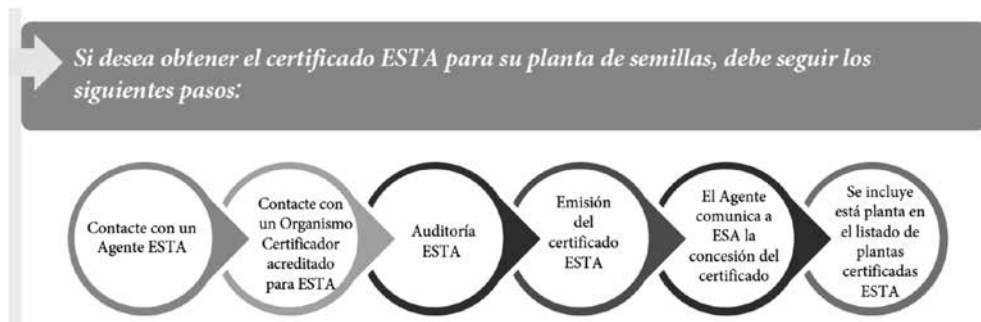 Si desea obtener el certificado ESTA para su planta de semillas, debe seguir los
siguientes pasos:
Contacte con un
Agente ESTA
Contacte con
un Organismo
Certificador
acreditado
para ESTA
Auditoría
ESTA
Emisión
del
certificado
ESTA
El Agente
comunica a
ESA la
concesión del
certificado
Se incluye
está planta en
el listado de
plantas
certificadas
ESTA